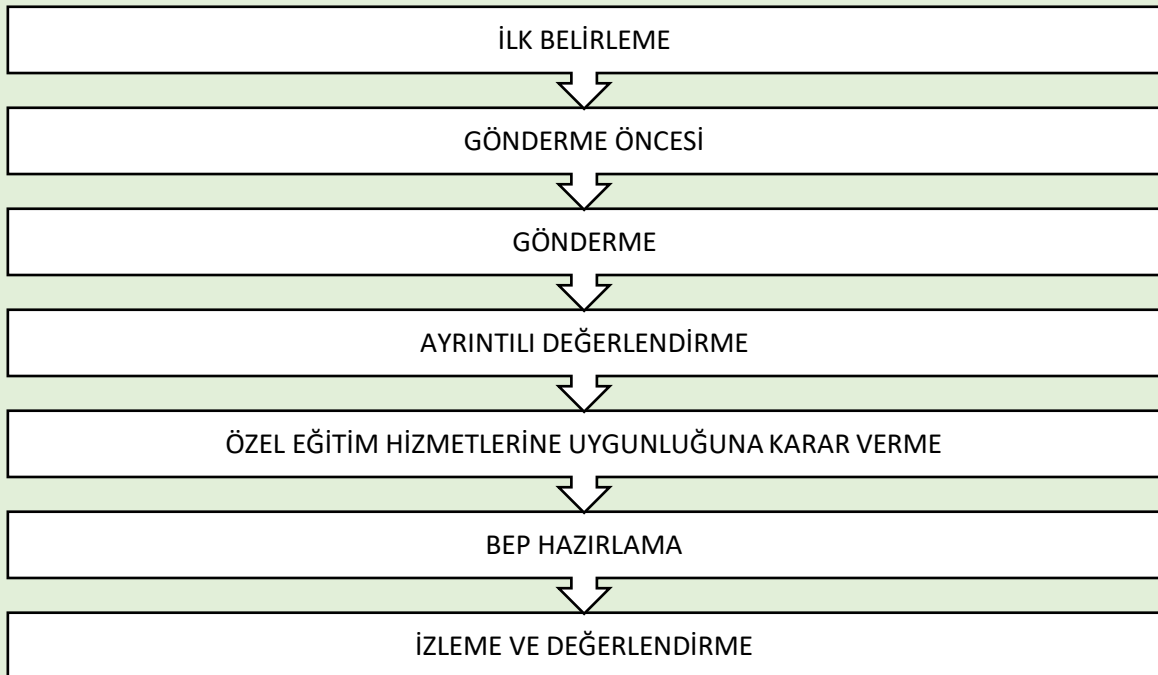 İLK BELİRLEME
GÖNDERME ÖNCESİ
GÖNDERME
AYRINTILI DEĞERLENDİRME
ÖZEL EĞİTİM HİZMETLERİNE UYGUNLUĞUNA KARAR VERME
BEP HAZIRLAMA
İZLEME VE DEĞERLENDİRME